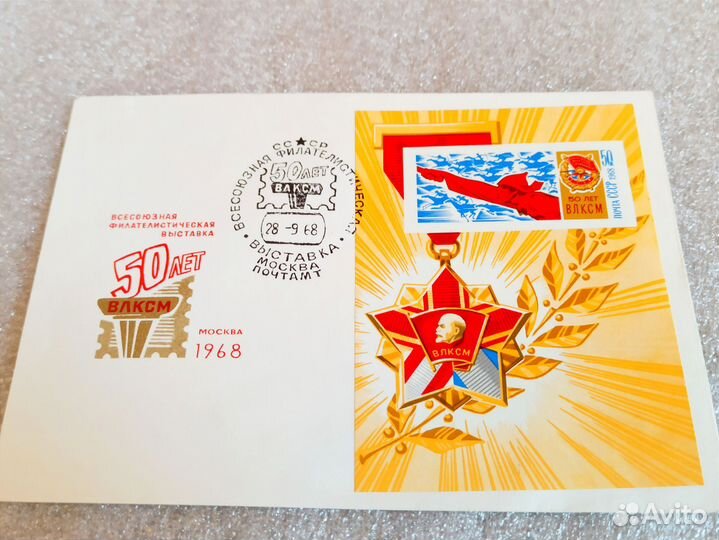 ВСЕСОЮЗНАЯ
ФИЛАТЕЛИСТИЧЕСКАЯ
ВЫСТАВКА
50 ЛЕТ
ВЛКСМ
МОСКВА
1968
СССР
ВСЕСОЮЗНАЯ ФИЛАТЕЛИСТИЧЕСКАЯ
50 ЛЕТ
ВЛКСМ
28-9 68
ВЫСТАВКА
МОСКВА
ПОЧТАМТ
50
ПОЧТА СССР 1968
50 ЛЕТ
ВЛКСМ
ВЛКСМ
Avito